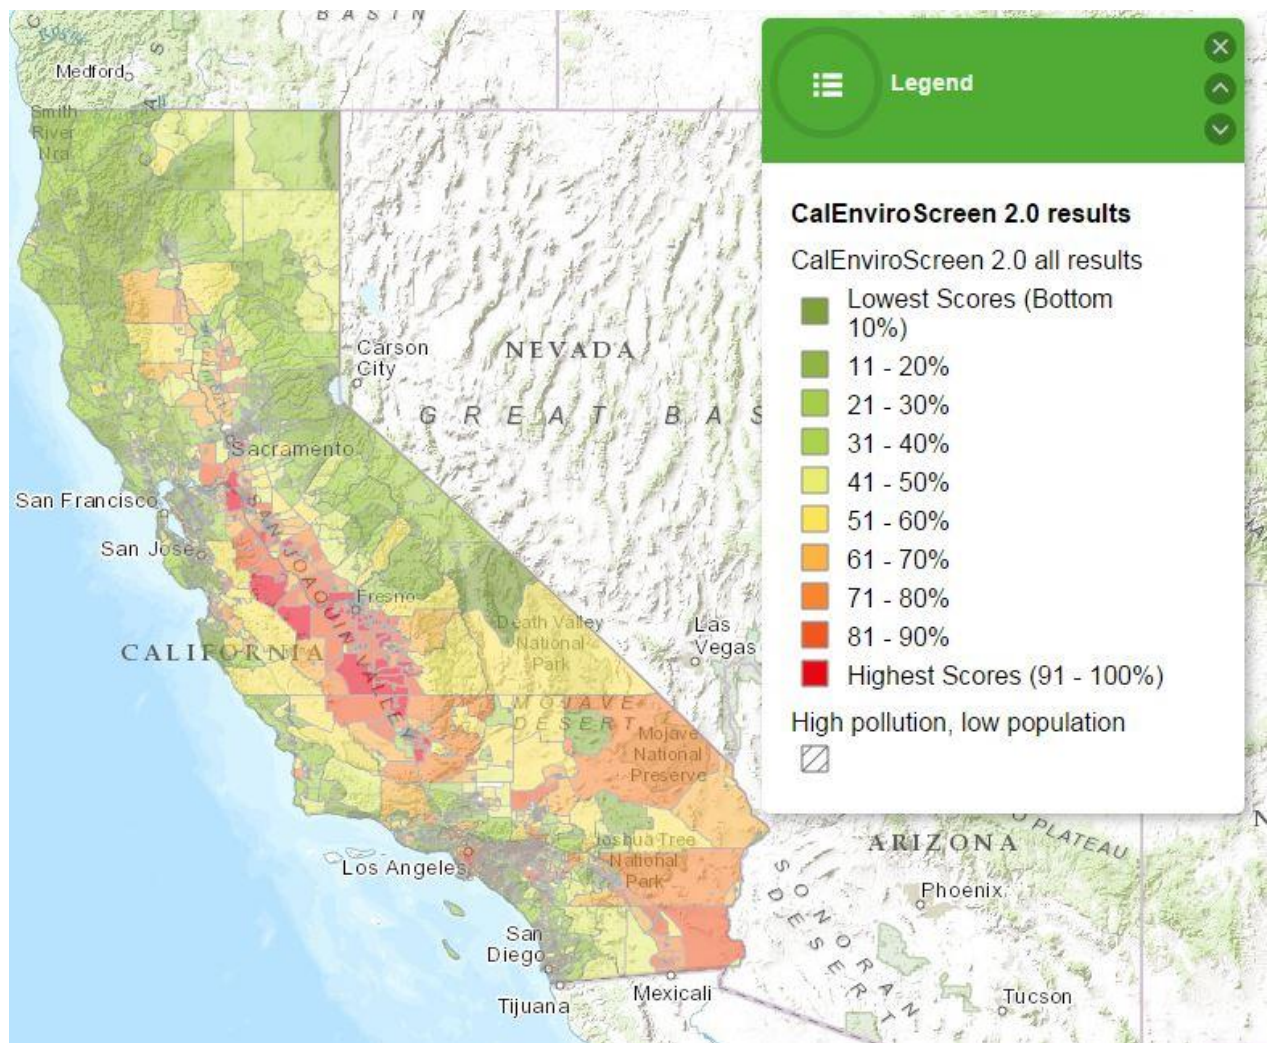 BASIN
Medford
Smith
River
Nra
Legend
CalEnviroScreen 2.0 results
CalEnviroScreen 2.0 all results
Lowest Scores (Bottom
10%)
11 - 20%
21 - 30%
31 - 40%
41 - 50%
51 - 60%
61 - 70%
71 - 80%
81 - 90%
Highest Scores (91 - 100%)
High pollution, low population
Carson
City
NEVADA
GREAT BAS
Sacramento
San Francisco
San Jose
SAN JOAQUIN VALLEY
Fresno
CALIFORNIA
Death Valley
National
Park
Las
Vegas
MOJAVE
DESERT
Mojave
National
Preserve
Joshua Tree
National
Park
Los Angeles
O PLATEAU
ARIZONA
SONORAN
DESERT
Phoenix
San
Diego
Tijuana
Mexicali
Tucson
N